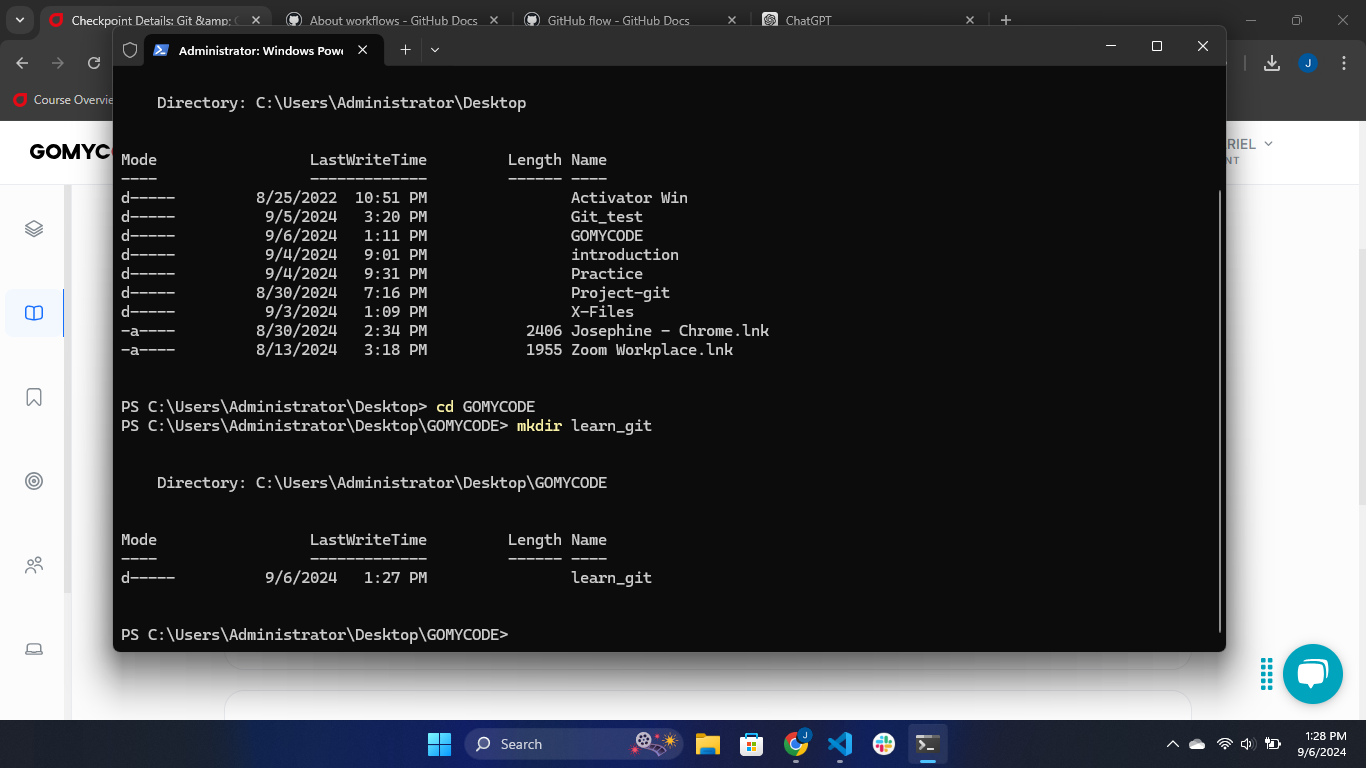 Checkpoint Details: Git &amp; G
About workflows - GitHub Docs
GitHub flow - GitHub Docs
ChatGPT
Administrator: Windows Powe
J
Course Overvie
GOMYC
RIEL
NT
    Directory: C:\Users\Administrator\Desktop
Mode                 LastWriteTime         Length Name
----                 -------------         ------ ----
d-----         8/25/2022  10:51 PM                Activator Win
d-----          9/5/2024   3:20 PM                Git_test
d-----          9/6/2024   1:11 PM                GOMYCODE
d-----          9/4/2024   9:01 PM                introduction
d-----          9/4/2024   9:31 PM                Practice
d-----         8/30/2024   7:16 PM                Project-git
d-----          9/3/2024   1:09 PM                X-Files
-a----         8/30/2024   2:34 PM           2406 Josephine - Chrome.lnk
-a----         8/13/2024   3:18 PM           1955 Zoom Workplace.lnk
PS C:\Users\Administrator\Desktop> cd GOMYCODE
PS C:\Users\Administrator\Desktop\GOMYCODE> mkdir learn_git
    Directory: C:\Users\Administrator\Desktop\GOMYCODE
Mode                 LastWriteTime         Length Name
----                 -------------         ------ ----
d-----          9/6/2024   1:27 PM                learn_git
PS C:\Users\Administrator\Desktop\GOMYCODE>
Search
J
1:28 PM
9/6/2024